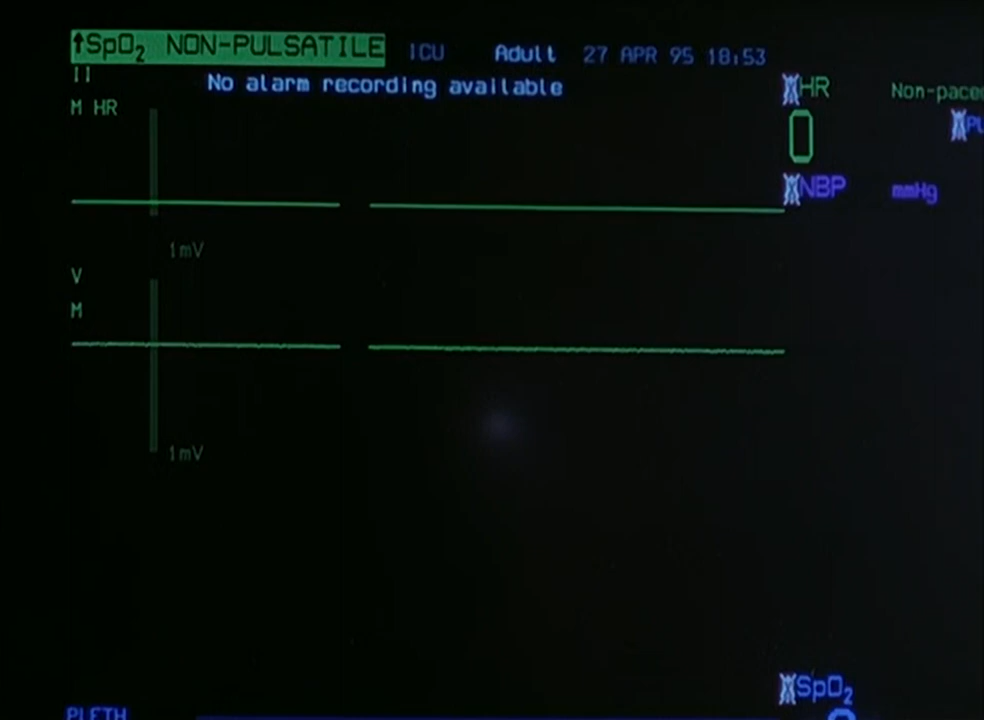 ↑SpO₂ NON-PULSATILE ICU Adult 27 APR 95 18:53
II No alarm recording available
M HR
HR Non-paced
0
NBP mmHg
1mV
V
M
1mV
SpO₂
PLETH